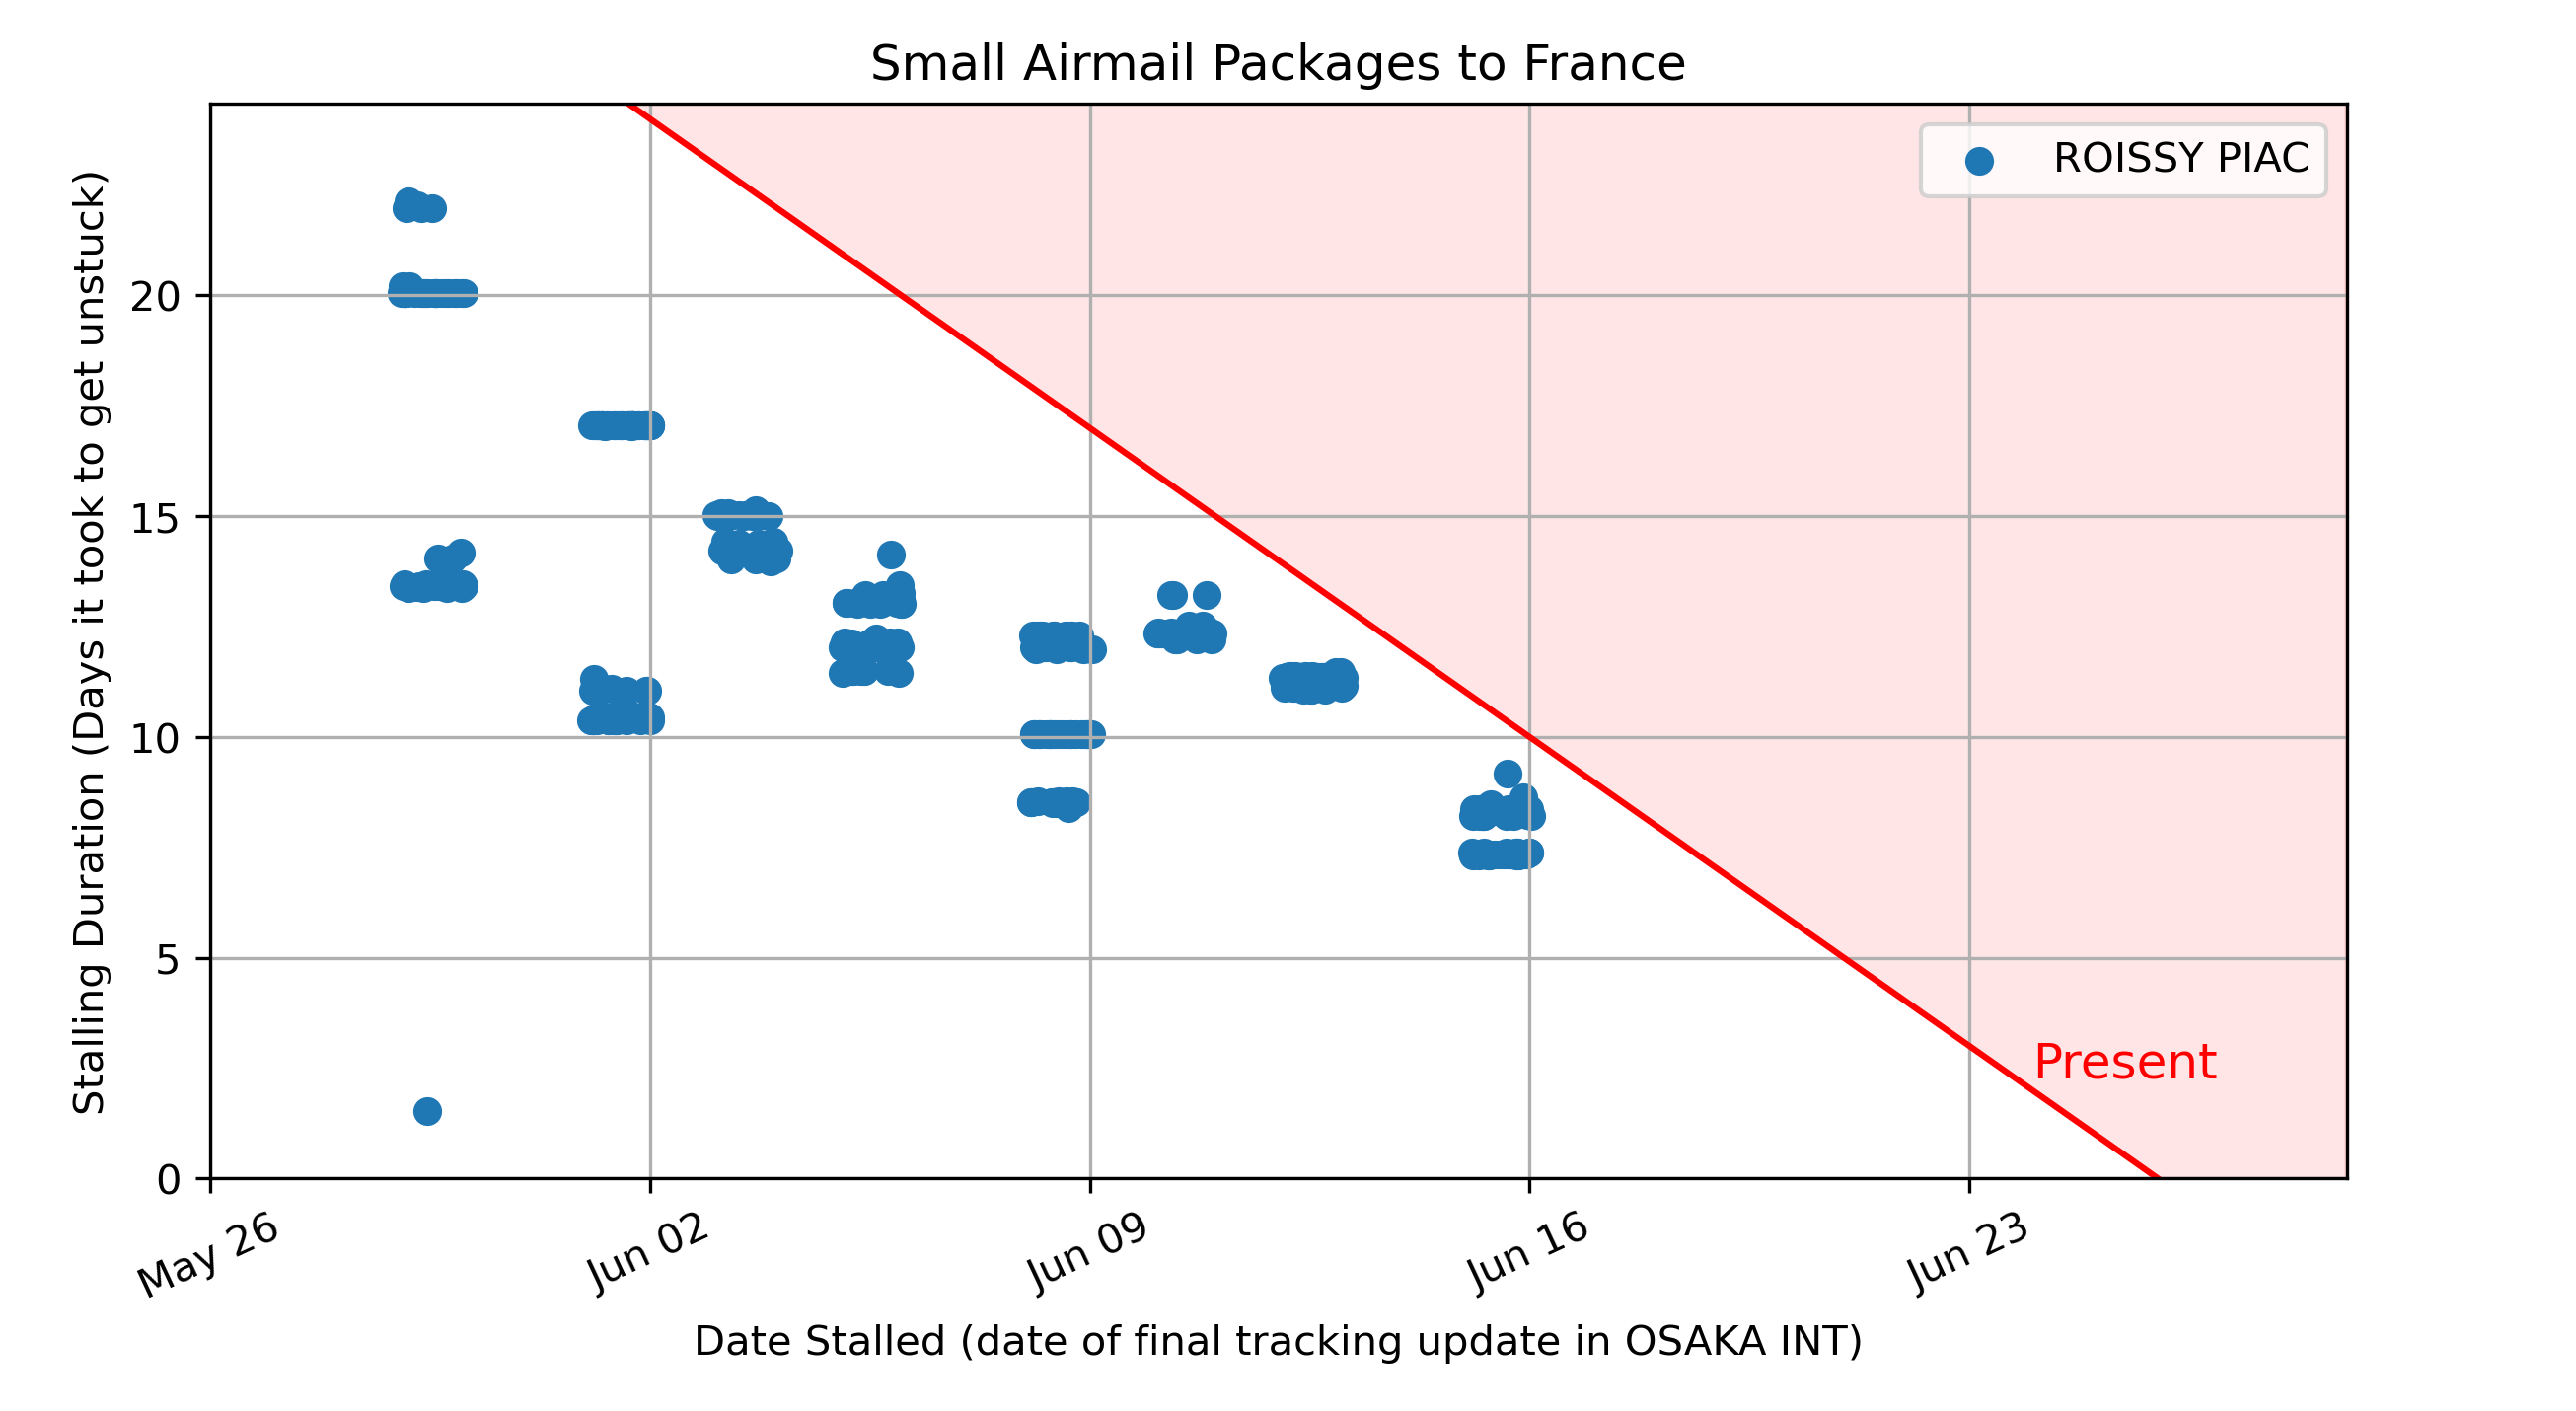 Small Airmail Packages to France
ROISSY PIAC
Stalling Duration (Days it took to get unstuck)
20
15
10
5
0
Present
May 26
Jun 02
Jun 09
Jun 16
Jun 23
Date Stalled (date of final tracking update in OSAKA INT)